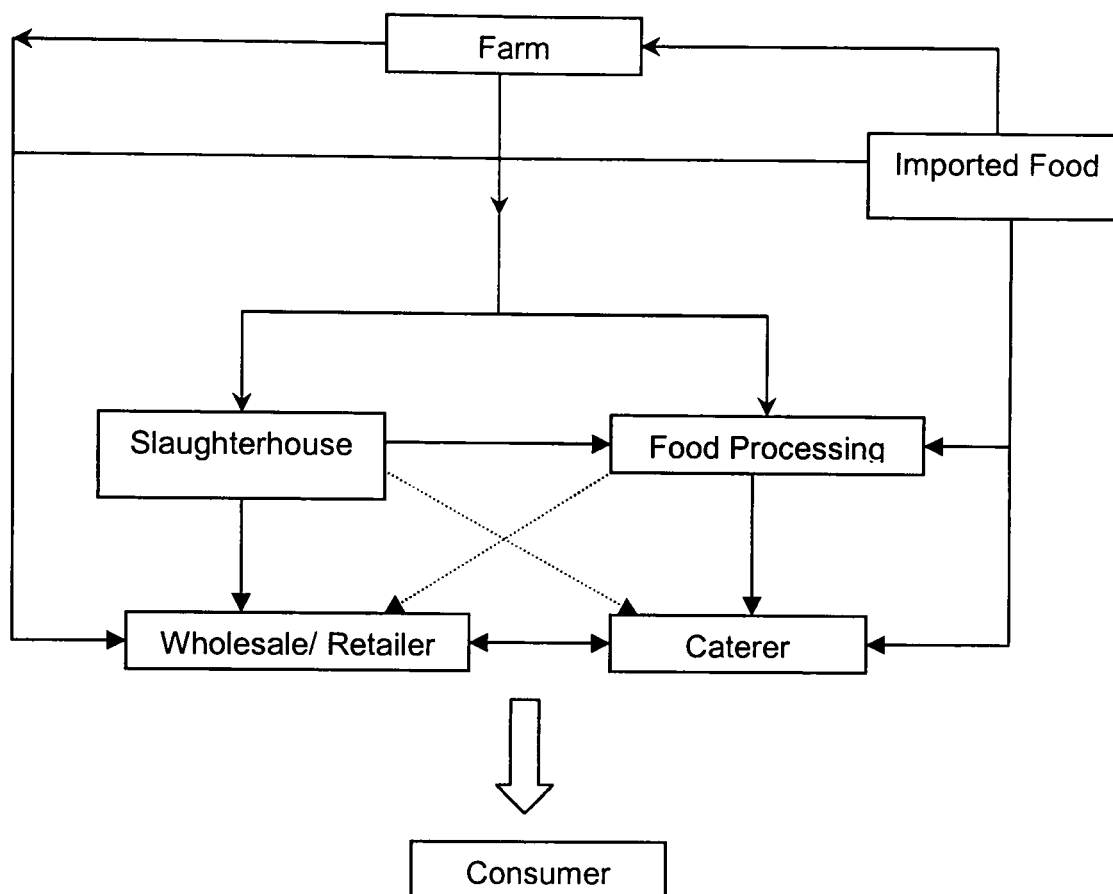 Farm
Imported Food
Slaughterhouse
Food Processing
Wholesale/ Retailer
Caterer
Consumer